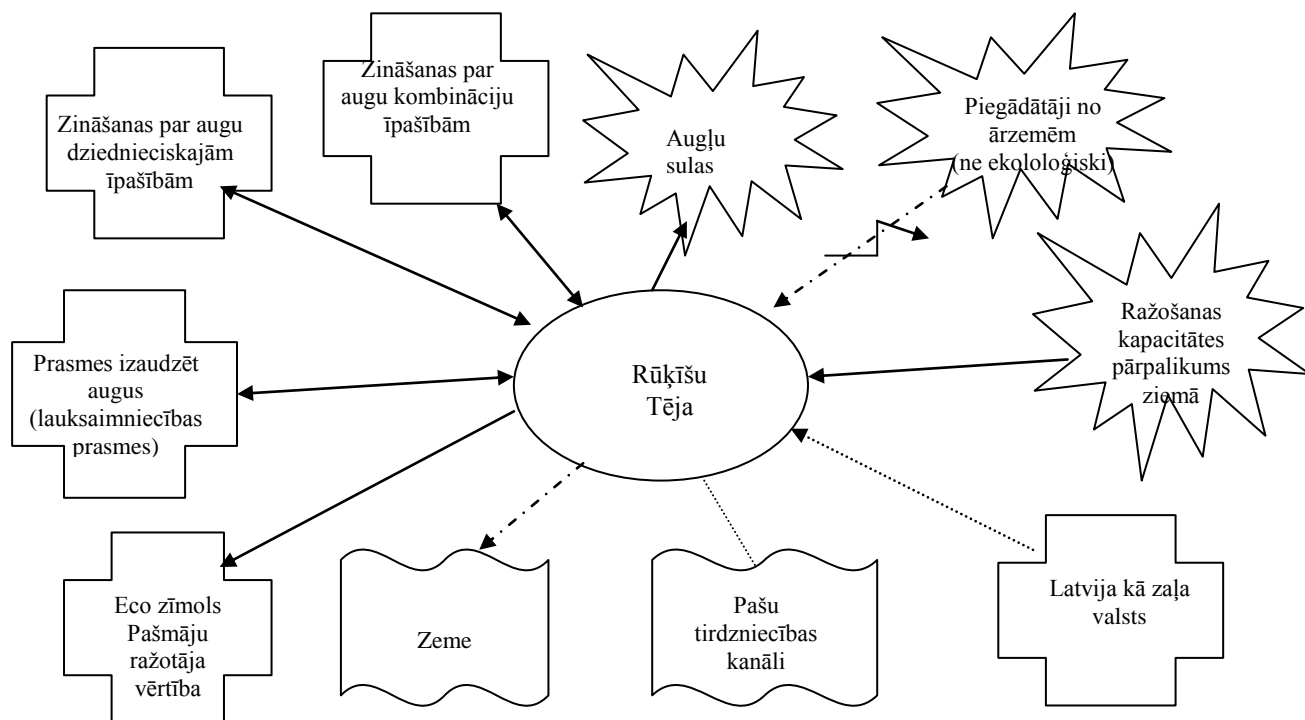 Zināšanas par augu
dziednieciskajām
īpašībām
Zināšanas par
augu kombināciju
īpašībām
Augļu
sulas
Piegādātāji no
ārzemēm
(ne ekololoģiski)
Prasmes izaudzēt
augus
(lauksaimniecības
prasmes)
Rūķīšu
Tēja
Ražošanas
kapacitātes
pārpalikums
ziemā
Eco zīmols
Pašmāju
ražotāja
vērtība
Zeme
Pašu
tirdzniecības
kanāli
Latvija kā zaļa
valsts